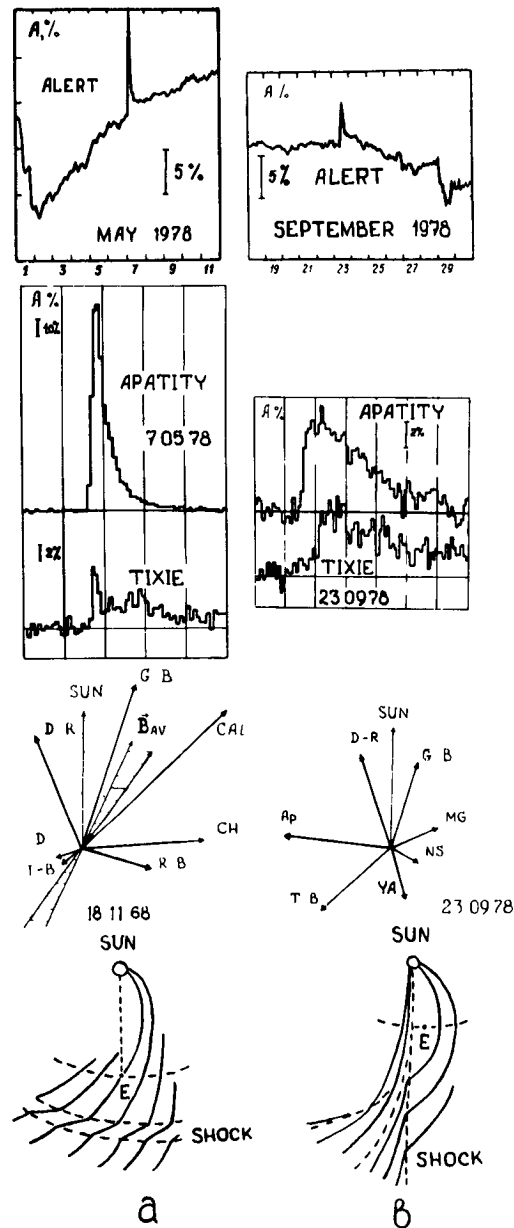 A,%
ALERT
5%
MAY 1978
1 3 5 7 9 11
A %
5%
ALERT
SEPTEMBER 1978
19 21 23 25 27 29
A %
10%
APATITY
7 05 78
2%
TIXIE
A %
APATITY
2%
TIXIE
23 09 78
SUN
G B
D R
B⃗AV
CAL
D
CH
T-B
R B
18 11 68
SUN
D-R
G B
Ap
MG
NS
T B
YA
23 09 78
SUN
E
SHOCK
a
SUN
E
SHOCK
в